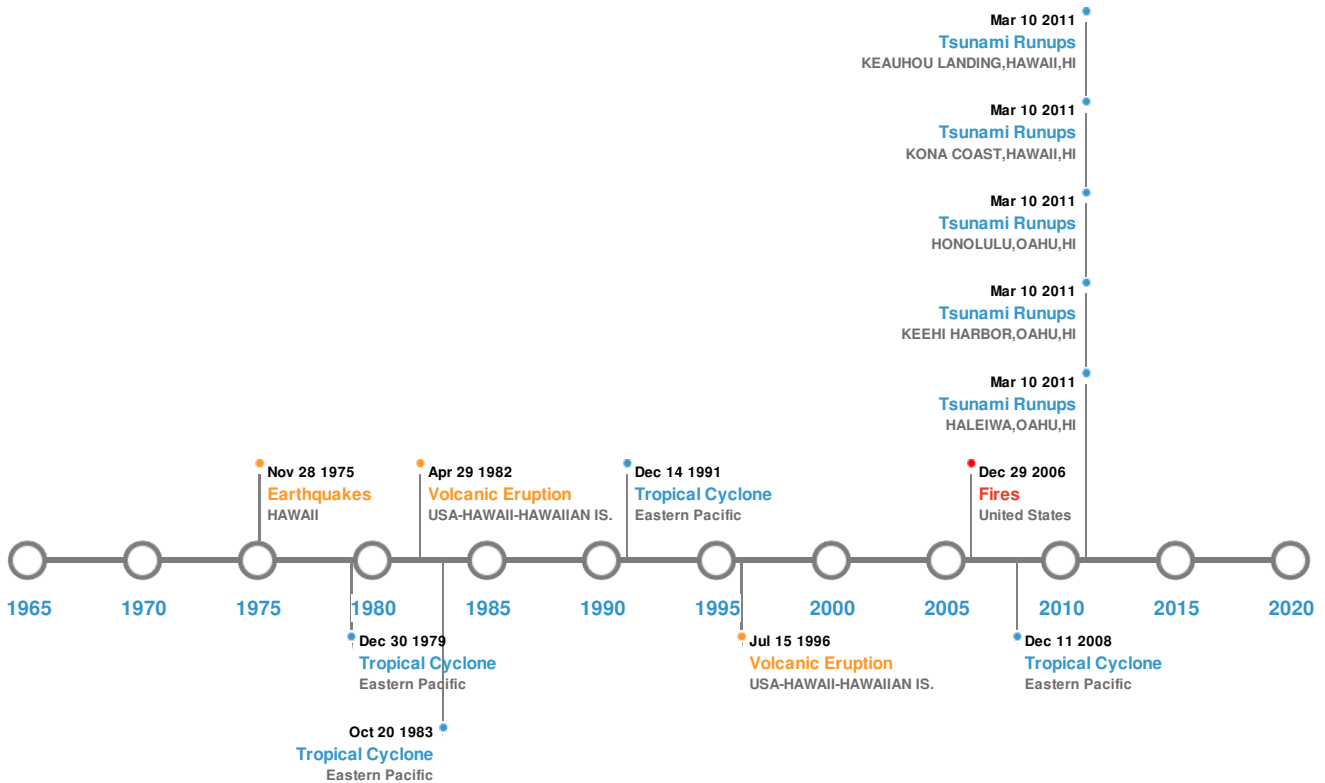 Mar 10 2011
Tsunami Runups
KEAUHOU LANDING,HAWAII,HI
Mar 10 2011
Tsunami Runups
KONA COAST,HAWAII,HI
Mar 10 2011
Tsunami Runups
HONOLULU,OAHU,HI
Mar 10 2011
Tsunami Runups
KEEHI HARBOR,OAHU,HI
Mar 10 2011
Tsunami Runups
HALEIWA,OAHU,HI
Nov 28 1975
Earthquakes
HAWAII
Apr 29 1982
Volcanic Eruption
USA-HAWAII-HAWAIIAN IS.
Dec 14 1991
Tropical Cyclone
Eastern Pacific
Dec 29 2006
Fires
United States
1965 1970 1975 1980 1985 1990 1995 2000 2005 2010 2015 2020
Dec 30 1979
Tropical Cyclone
Eastern Pacific
Jul 15 1996
Volcanic Eruption
USA-HAWAII-HAWAIIAN IS.
Dec 11 2008
Tropical Cyclone
Eastern Pacific
Oct 20 1983
Tropical Cyclone
Eastern Pacific